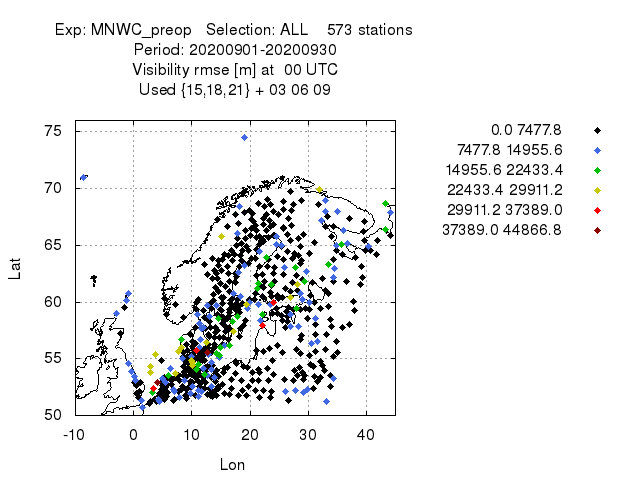 Exp: MNWC_preop   Selection: ALL    573 stations
Period: 20200901-20200930
Visibility rmse [m] at  00 UTC
Used {15,18,21} + 03 06 09
0.0 7477.8
7477.8 14955.6
14955.6 22433.4
22433.4 29911.2
29911.2 37389.0
37389.0 44866.8
75
70
65
60
55
50
Lat
-10 0 10 20 30 40
Lon